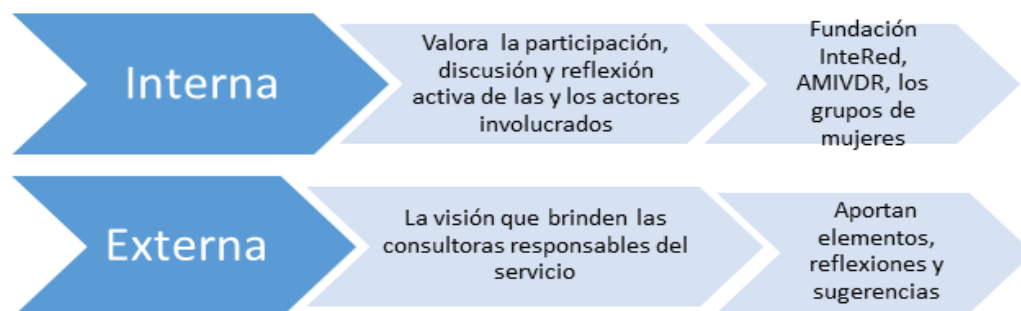 Interna
Valora la participación,
discusión y reflexión
activa de las y los actores
involucrados
Fundación
InteRed,
AMIVDR, los
grupos de
mujeres
Externa
La visión que brinden las
consultoras responsables del
servicio
Aportan
elementos,
reflexiones y
sugerencias